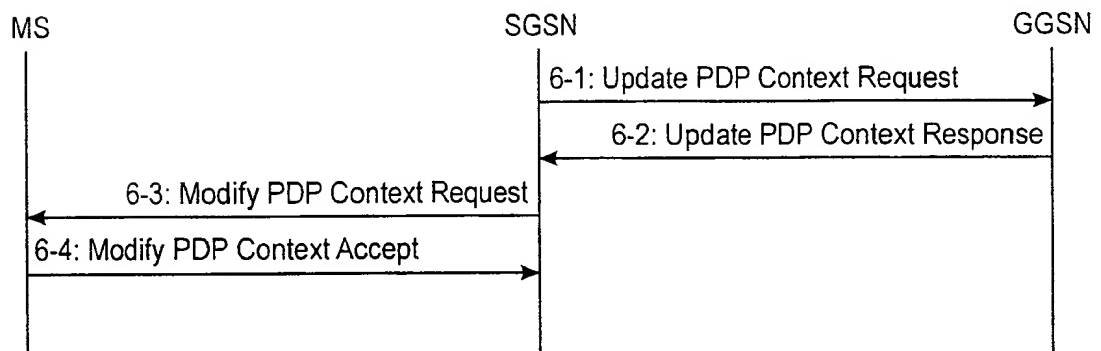 MS
SGSN
GGSN
6-1: Update PDP Context Request
6-2: Update PDP Context Response
6-3: Modify PDP Context Request
6-4: Modify PDP Context Accept